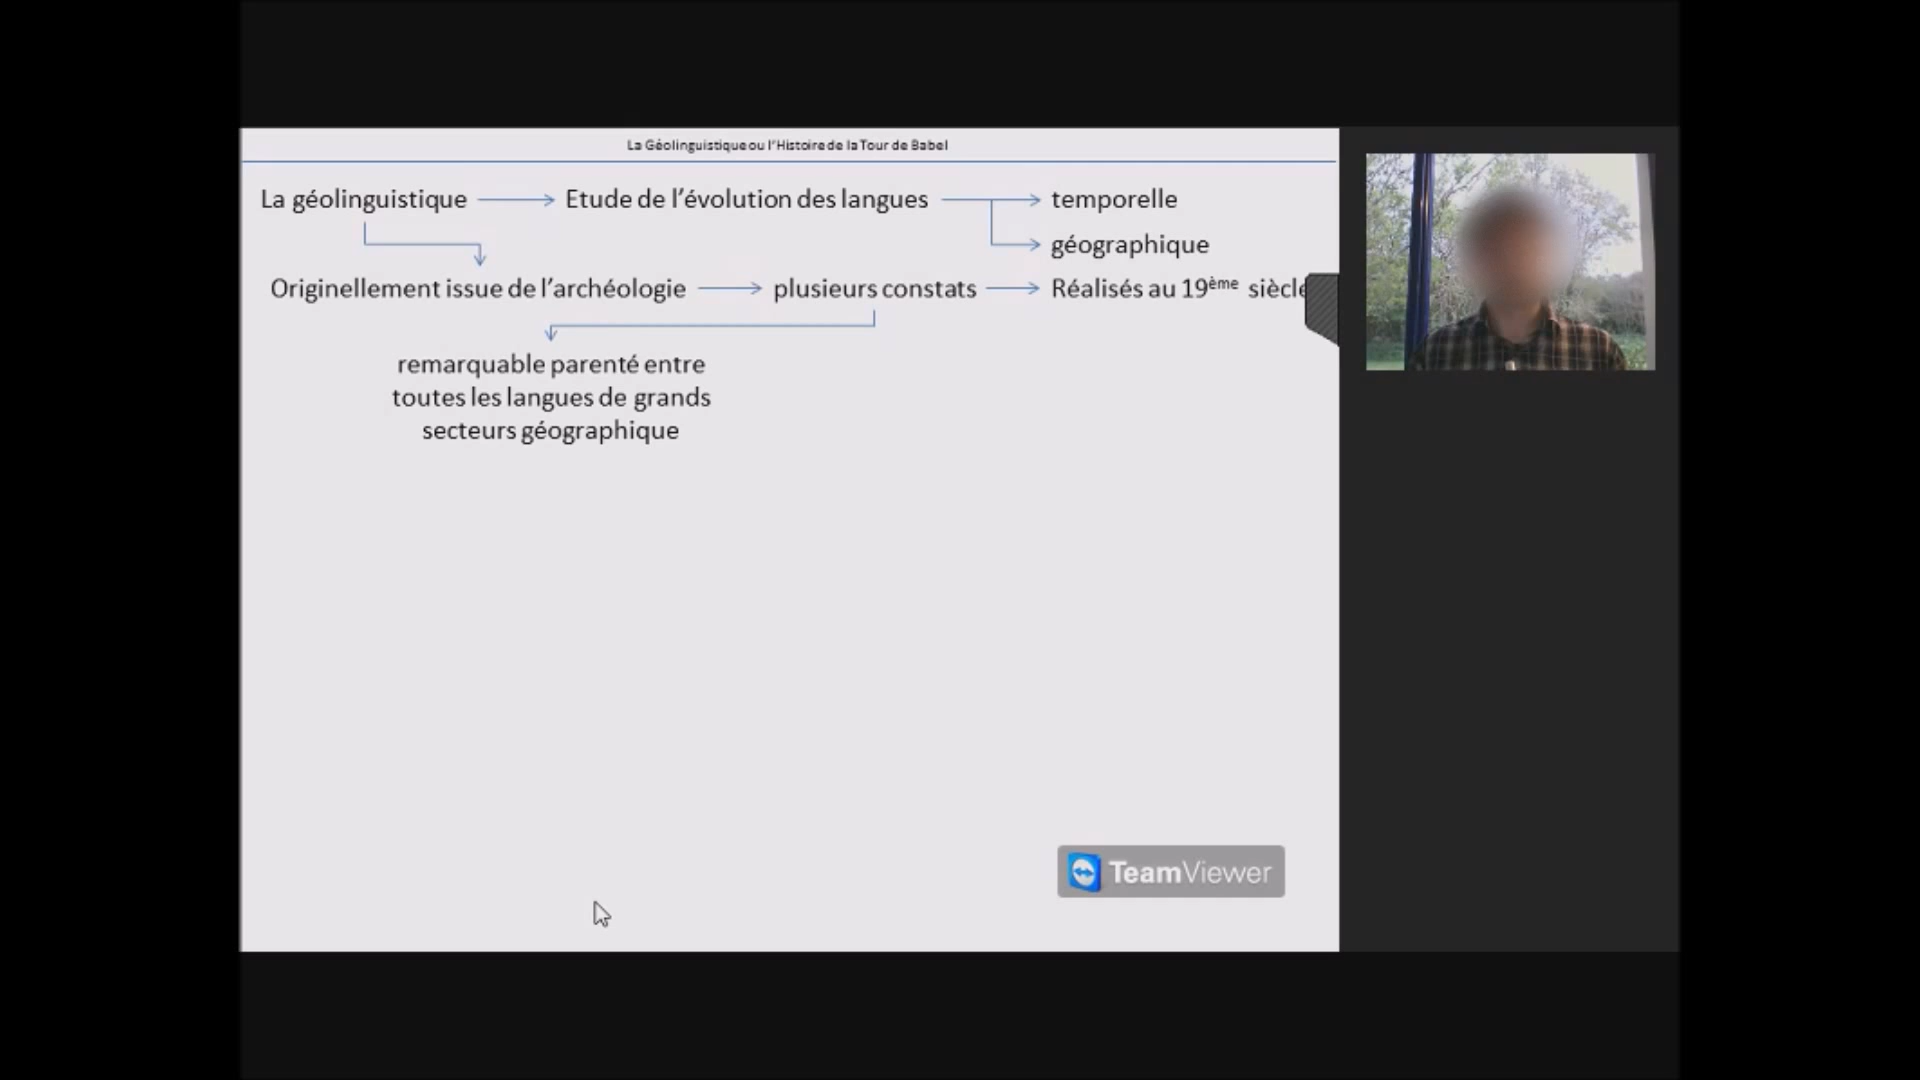 La Géolinguistique ou l'Histoire de la Tour de Babel
La géolinguistique
Etude de l'évolution des langues
temporelle
géographique
Originellement issue de l'archéologie
plusieurs constats
Réalisés au 19ème siècle
remarquable parenté entre
toutes les langues de grands
secteurs géographique
TeamViewer